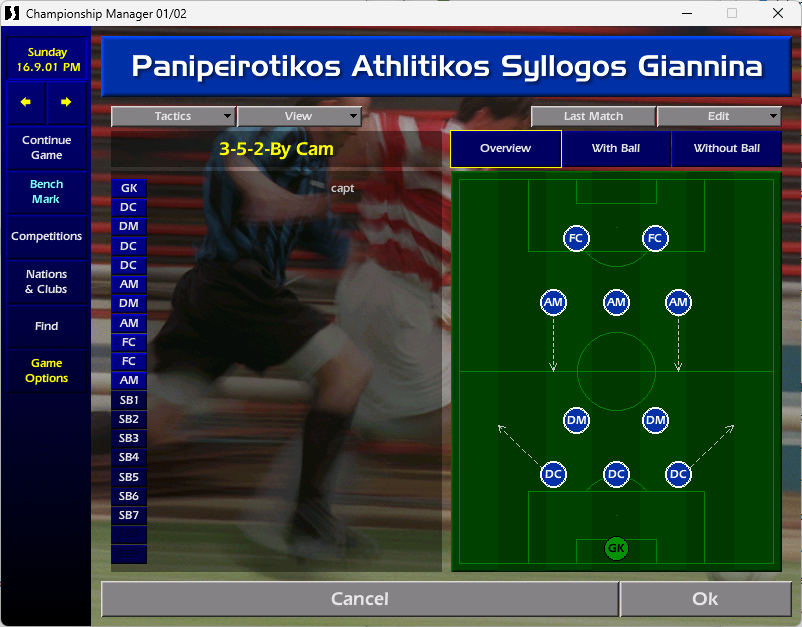 Championship Manager 01/02
Sunday
16.9.01 PM
Continue
Game
Bench
Mark
Competitions
Nations
& Clubs
Find
Game
Options
Panipeirotikos Athlitikos Syllogos Giannina
Tactics View Last Match Edit
3-5-2-By Cam
Overview With Ball Without Ball
GK capt
DC
DM
DC
DC
AM
DM
AM
FC
FC
AM
SB1
SB2
SB3
SB4
SB5
SB6
SB7
FC FC
AM AM AM
DM DM
DC DC DC
GK
Cancel Ok